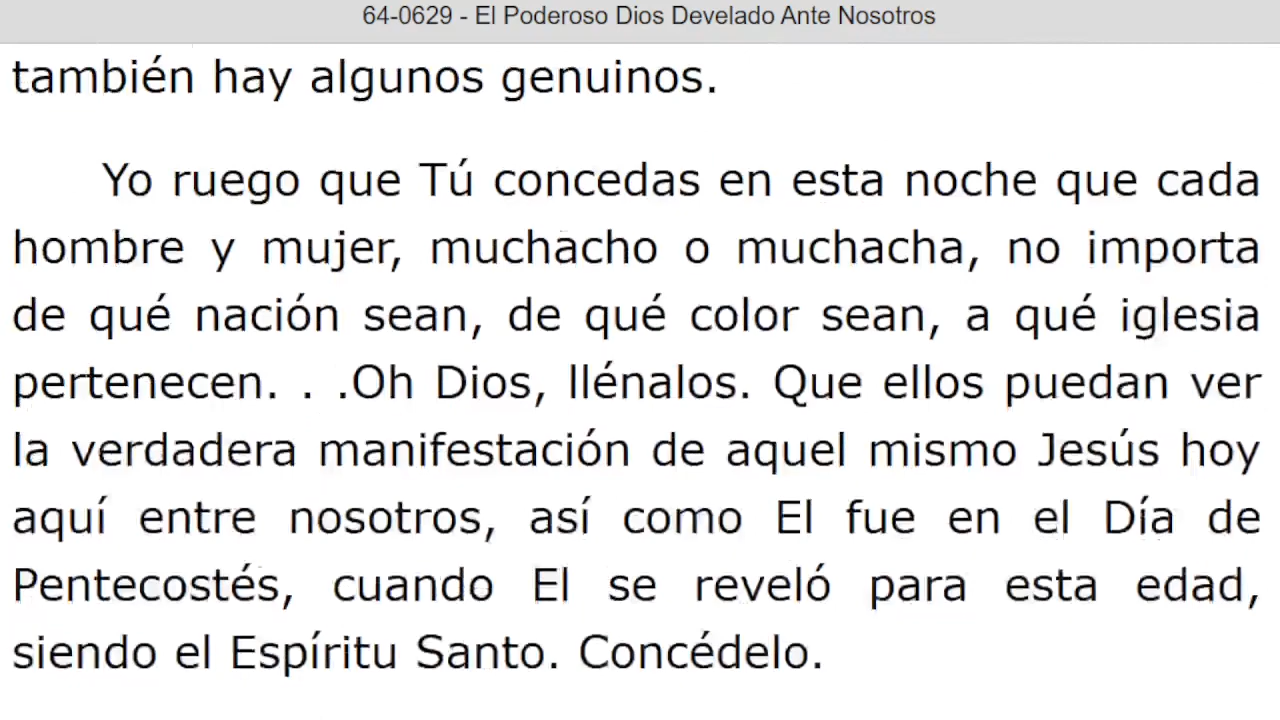 64-0629 - El Poderoso Dios Develado Ante Nosotros
también hay algunos genuinos.
Yo ruego que Tú concedas en esta noche que cada
hombre y mujer, muchacho o muchacha, no importa
de qué nación sean, de qué color sean, a qué iglesia
pertenecen. . .Oh Dios, llénalos. Que ellos puedan ver
la verdadera manifestación de aquel mismo Jesús hoy
aquí entre nosotros, así como El fue en el Día de
Pentecostés, cuando El se reveló para esta edad,
siendo el Espíritu Santo. Concédelo.